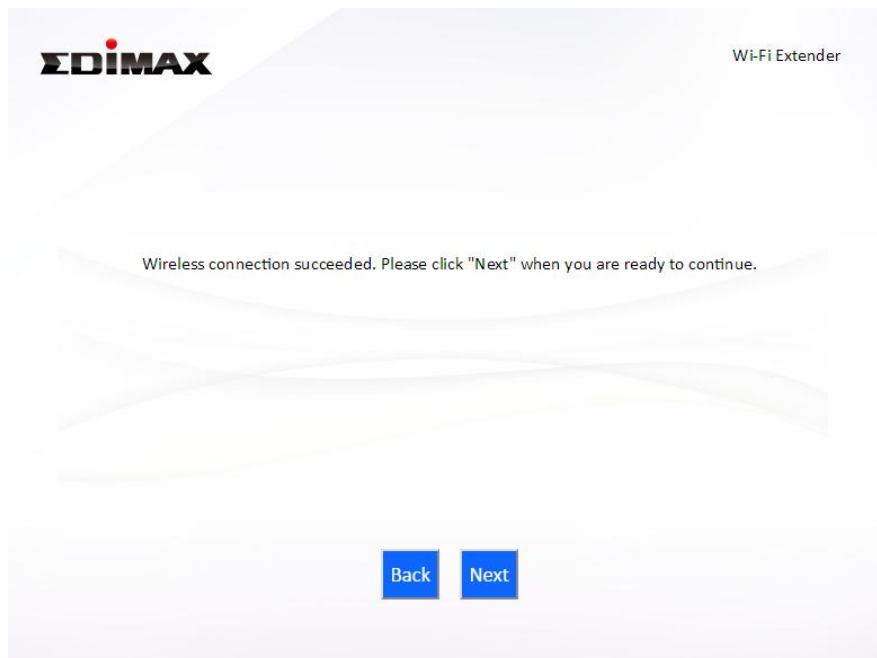 EDIMAX
Wi-Fi Extender
Wireless connection succeeded. Please click "Next" when you are ready to continue.
Back
Next